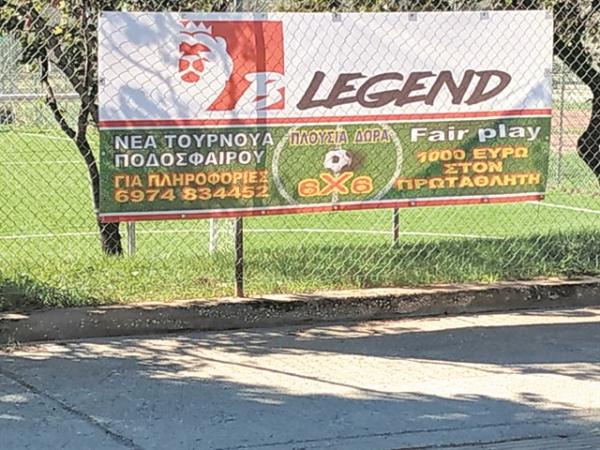 LEGEND
ΝΕΑ ΤΟΥΡΝΟΥΑ
ΠΟΔΟΣΦΑΙΡΟΥ
ΓΙΑ ΠΛΗΡΟΦΟΡΙΕΣ
6974 834452
ΠΛΟΥΣΙΑ ΔΩΡΑ
6X6
Fair play
1000 ΕΥΡΩ
ΣΤΟΝ
ΠΡΩΤΑΘΛΗΤΗ